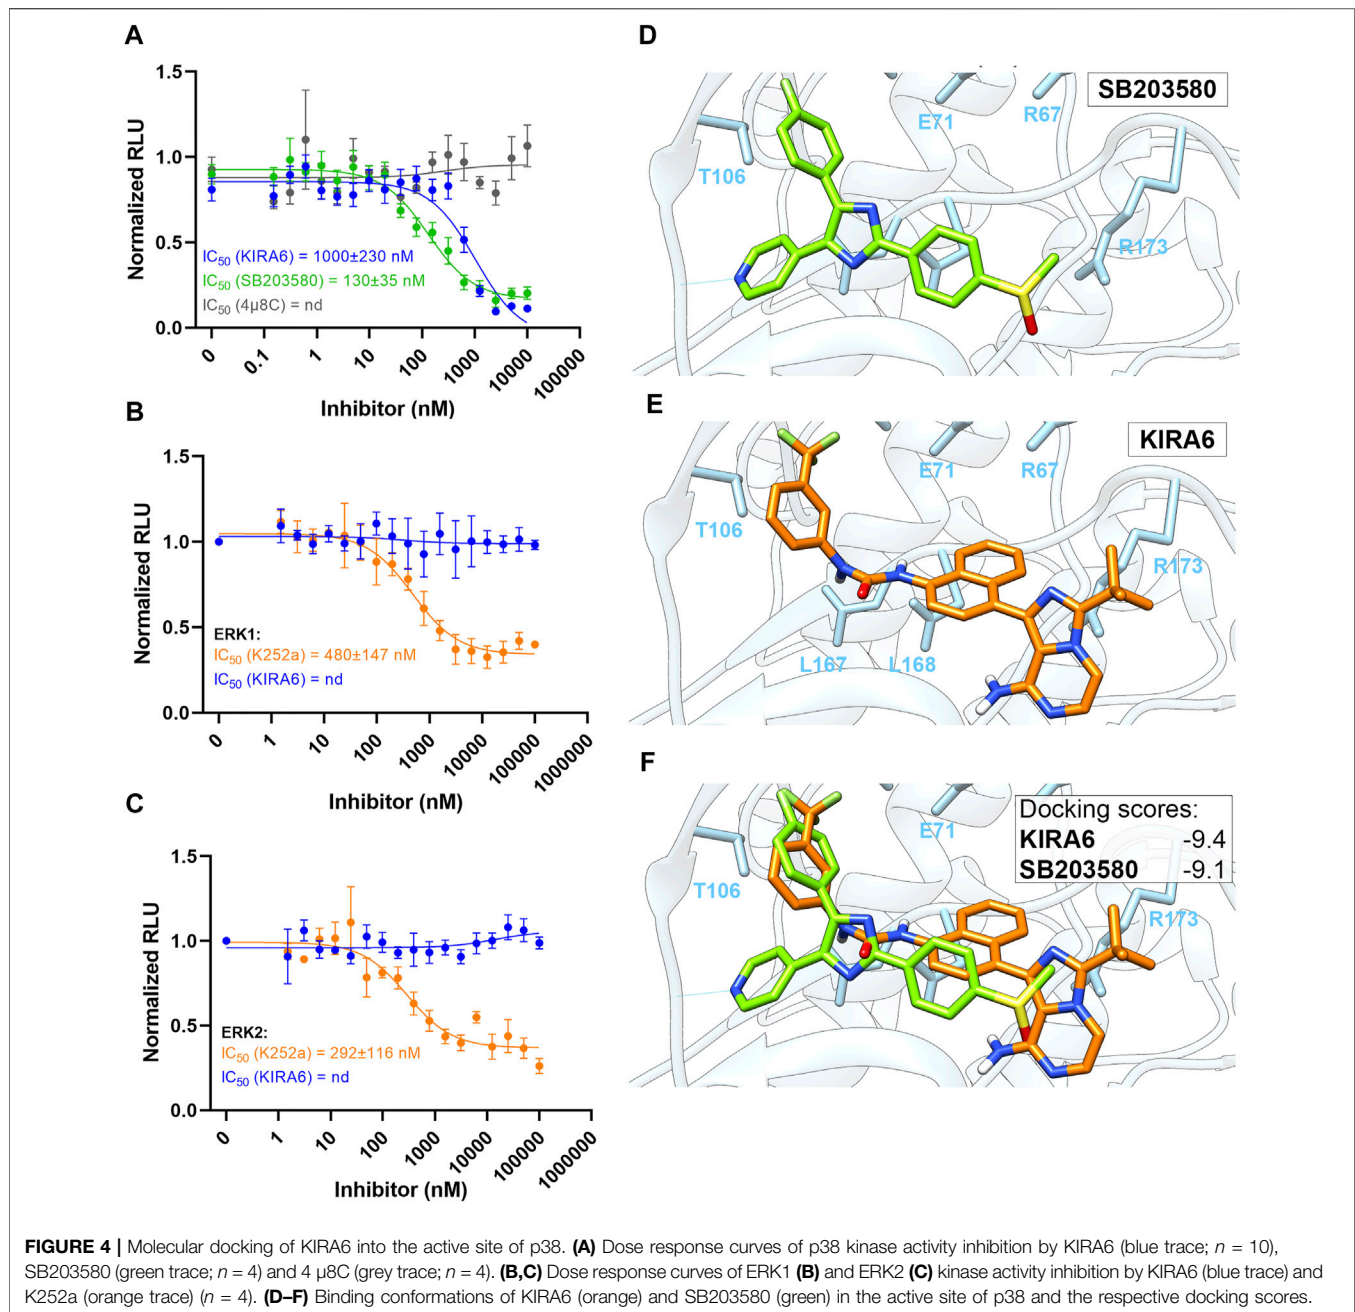 A
Normalized RLU
1.5
1.0
0.5
0.0
IC50 (KIRA6) = 1000±230 nM
IC50 (SB203580) = 130±35 nM
IC50 (4µ8C) = nd
0
0.1
1
10
100
1000
10000
100000
Inhibitor (nM)
B
Normalized RLU
1.5
1.0
0.5
0.0
ERK1:
IC50 (K252a) = 480±147 nM
IC50 (KIRA6) = nd
0
1
10
100
1000
10000
100000
1000000
Inhibitor (nM)
C
Normalized RLU
1.5
1.0
0.5
0.0
ERK2:
IC50 (K252a) = 292±116 nM
IC50 (KIRA6) = nd
0
1
10
100
1000
10000
100000
1000000
Inhibitor (nM)
D
SB203580
T106
E71
R67
R173
E
KIRA6
T106
E71
R67
R173
L167
L168
F
Docking scores:
KIRA6 -9.4
SB203580 -9.1
T106
E71
R173
FIGURE 4 | Molecular docking of KIRA6 into the active site of p38. (A) Dose response curves of p38 kinase activity inhibition by KIRA6 (blue trace; n = 10),
SB203580 (green trace; n = 4) and 4 µ8C (grey trace; n = 4). (B,C) Dose response curves of ERK1 (B) and ERK2 (C) kinase activity inhibition by KIRA6 (blue trace) and
K252a (orange trace) (n = 4). (D–F) Binding conformations of KIRA6 (orange) and SB203580 (green) in the active site of p38 and the respective docking scores.